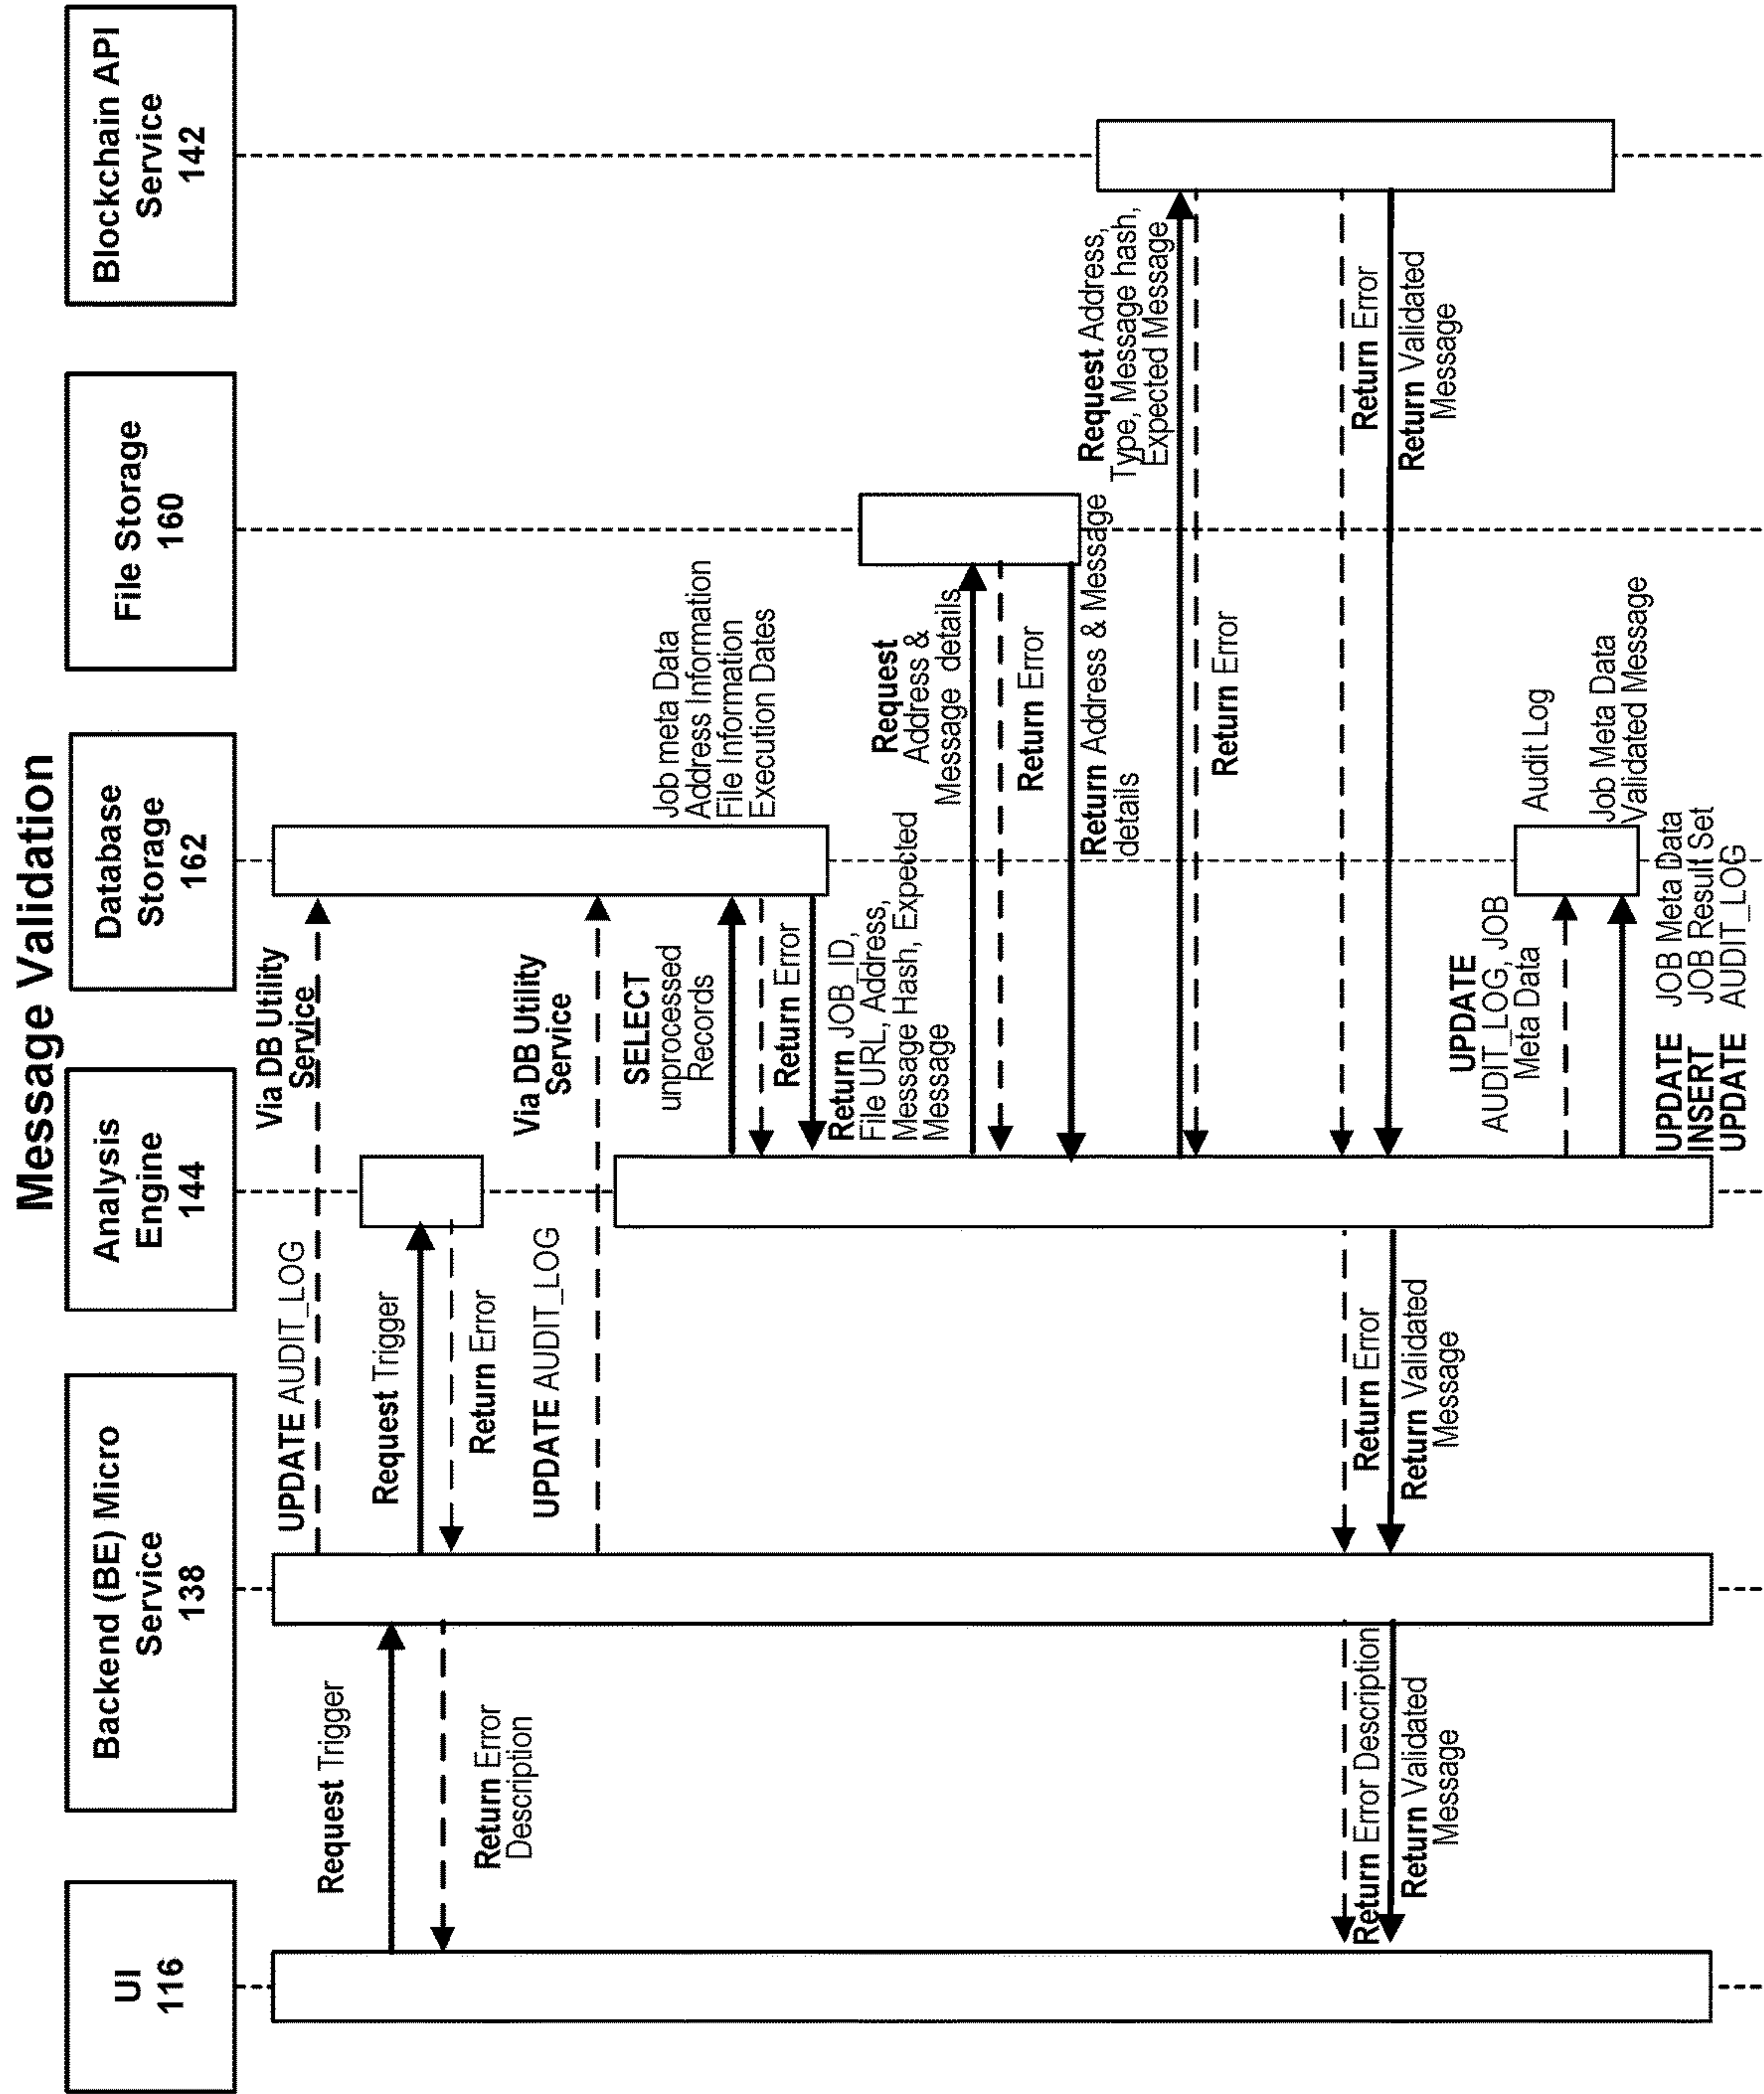 Message Validation
UI
116
Backend (BE) Micro
Service
138
Analysis
Engine
144
Database
Storage
162
File Storage
160
Blockchain API
Service
142
UPDATE AUDIT_LOG
Via DB Utility
Service
Request Trigger
Request Trigger
Return Error
Description
Return Error
UPDATE AUDIT_LOG
Via DB Utility
Service
SELECT
unprocessed
Records
Job meta Data
Address Information
File Information
Execution Dates
Return Error
Return JOB_ID,
File URL, Address,
Message Hash, Expected
Message
Request
Address &
Message details
Return Error
Return Address & Message
details
Request Address,
Type, Message hash,
Expected Message
Return Error
Return Error
Return Validated
Message
Return Error
Return Validated
Message
Return Error Description
Return Validated
Message
UPDATE
AUDIT_LOG, JOB
Meta Data
Audit Log
Job Meta Data
Validated Message
UPDATE JOB Meta Data
INSERT JOB Result Set
UPDATE AUDIT_LOG